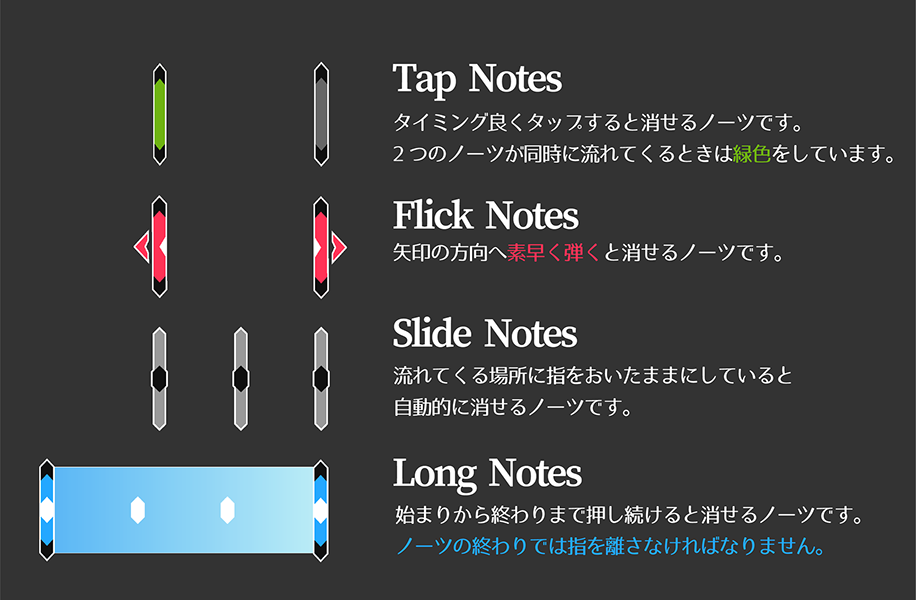 Tap Notes
タイミング良くタップすると消せるノーツです。
2つのノーツが同時に流れてくるときは緑色をしています。
Flick Notes
矢印の方向へ素早く弾くと消せるノーツです。
Slide Notes
流れてくる場所に指をおいたままにしていると
自動的に消せるノーツです。
Long Notes
始まりから終わりまで押し続けると消せるノーツです。
ノーツの終わりでは指を離さなければなりません。